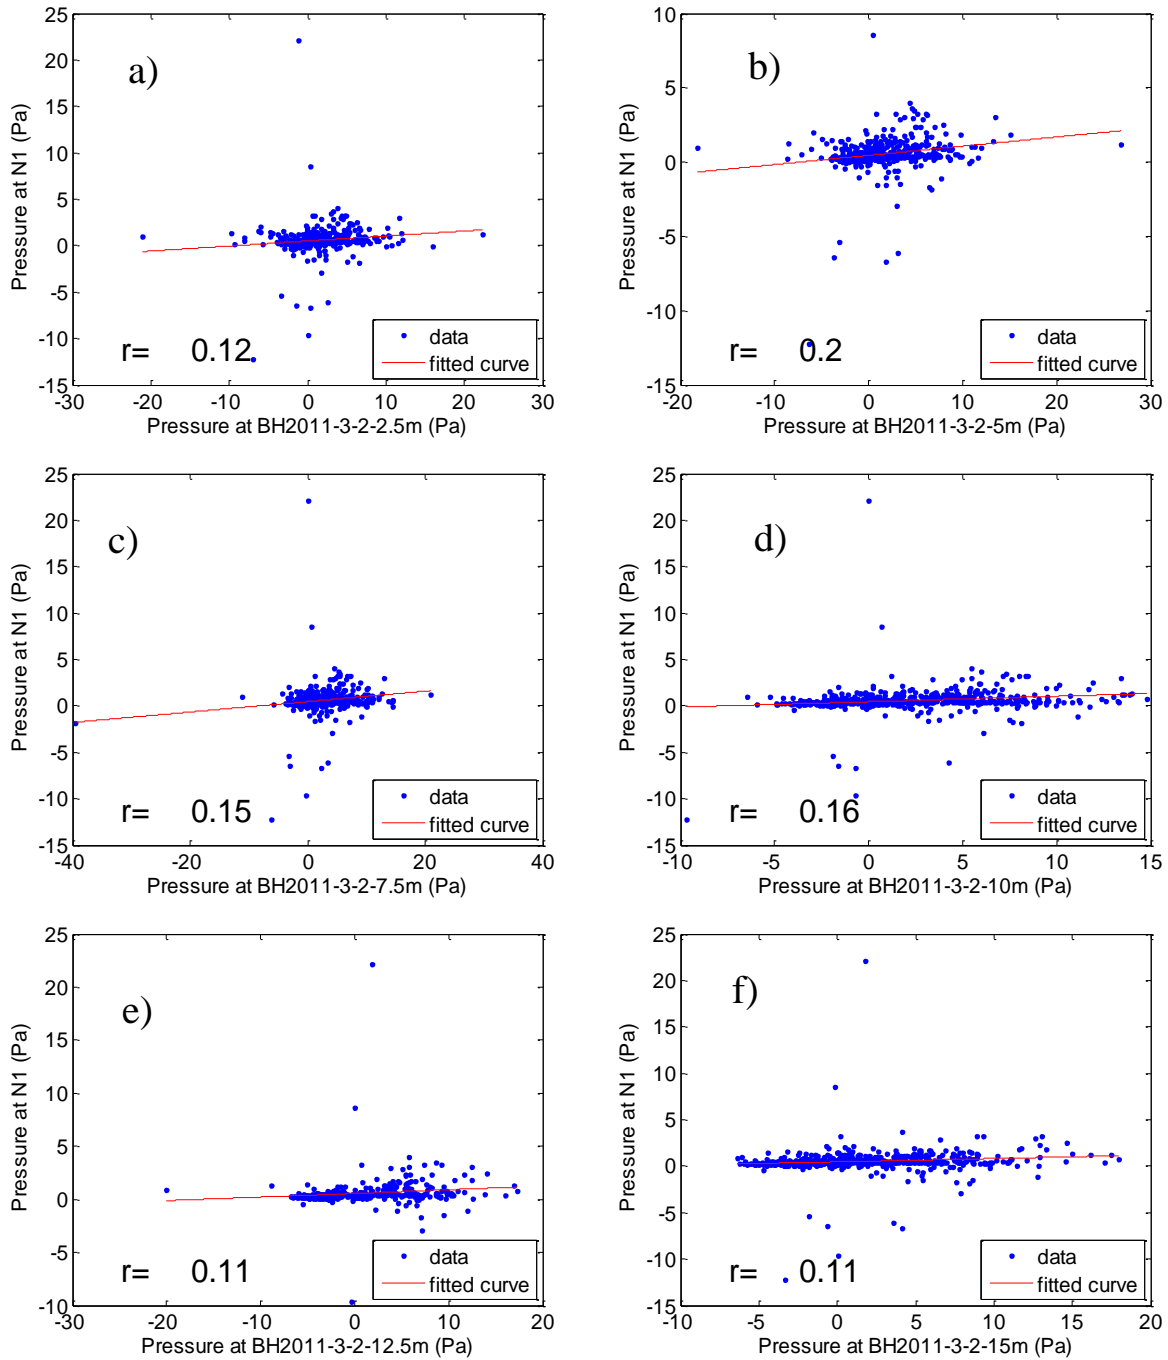 25
20
15
10
5
0
-5
-10
-15
-30 -20 -10 0 10 20 30
Pressure at N1 (Pa)
Pressure at BH2011-3-2-2.5m (Pa)
a)
r= 0.12
data
fitted curve
10
5
0
-5
-10
-15
-20 -10 0 10 20 30
Pressure at N1 (Pa)
Pressure at BH2011-3-2-5m (Pa)
b)
r= 0.2
data
fitted curve
25
20
15
10
5
0
-5
-10
-15
-40 -20 0 20 40
Pressure at N1 (Pa)
Pressure at BH2011-3-2-7.5m (Pa)
c)
r= 0.15
data
fitted curve
25
20
15
10
5
0
-5
-10
-15
-10 -5 0 5 10 15
Pressure at N1 (Pa)
Pressure at BH2011-3-2-10m (Pa)
d)
r= 0.16
data
fitted curve
25
20
15
10
5
0
-5
-10
-30 -20 -10 0 10 20
Pressure at N1 (Pa)
Pressure at BH2011-3-2-12.5m (Pa)
e)
r= 0.11
data
fitted curve
25
20
15
10
5
0
-5
-10
-15
-10 -5 0 5 10 15 20
Pressure at N1 (Pa)
Pressure at BH2011-3-2-15m (Pa)
f)
r= 0.11
data
fitted curve